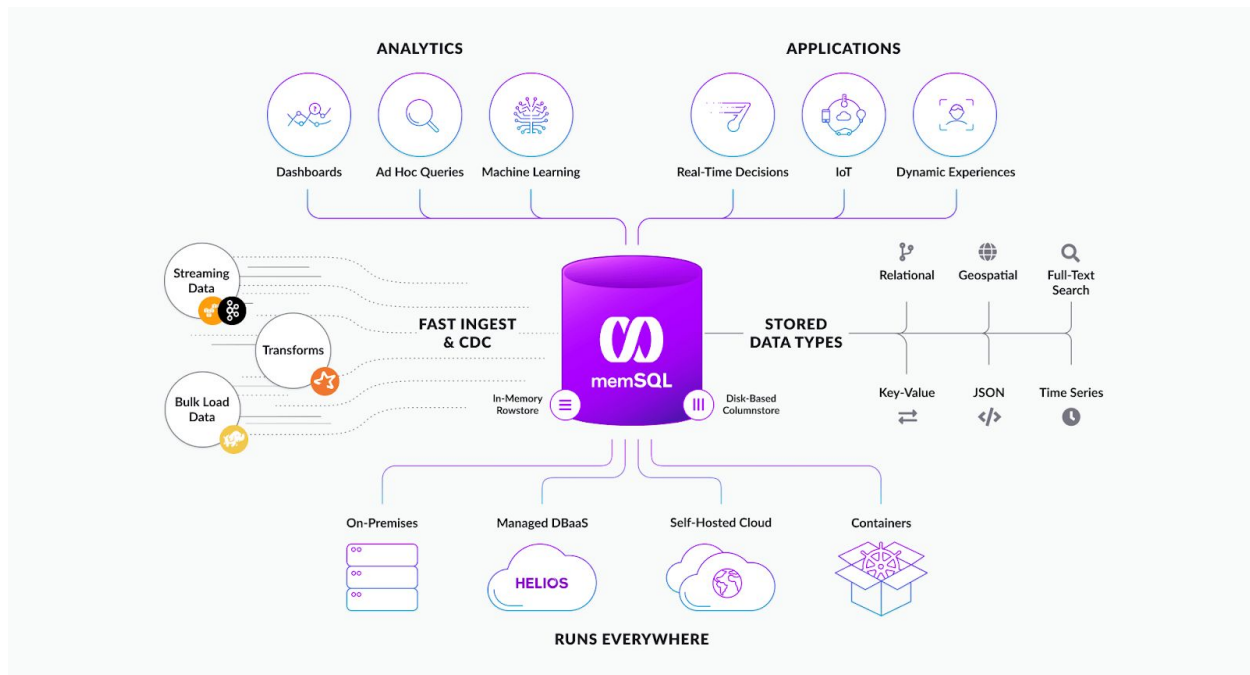 ANALYTICS
APPLICATIONS
Dashboards
Ad Hoc Queries
Machine Learning
Real-Time Decisions
IoT
Dynamic Experiences
Streaming
Data
Transforms
Bulk Load
Data
FAST INGEST
& CDC
memSQL
In-Memory
Rowstore
Disk-Based
Columnstore
STORED
DATA TYPES
Relational
Geospatial
Full-Text
Search
Key-Value
JSON
Time Series
On-Premises
Managed DBaaS
Self-Hosted Cloud
Containers
HELIOS
RUNS EVERYWHERE